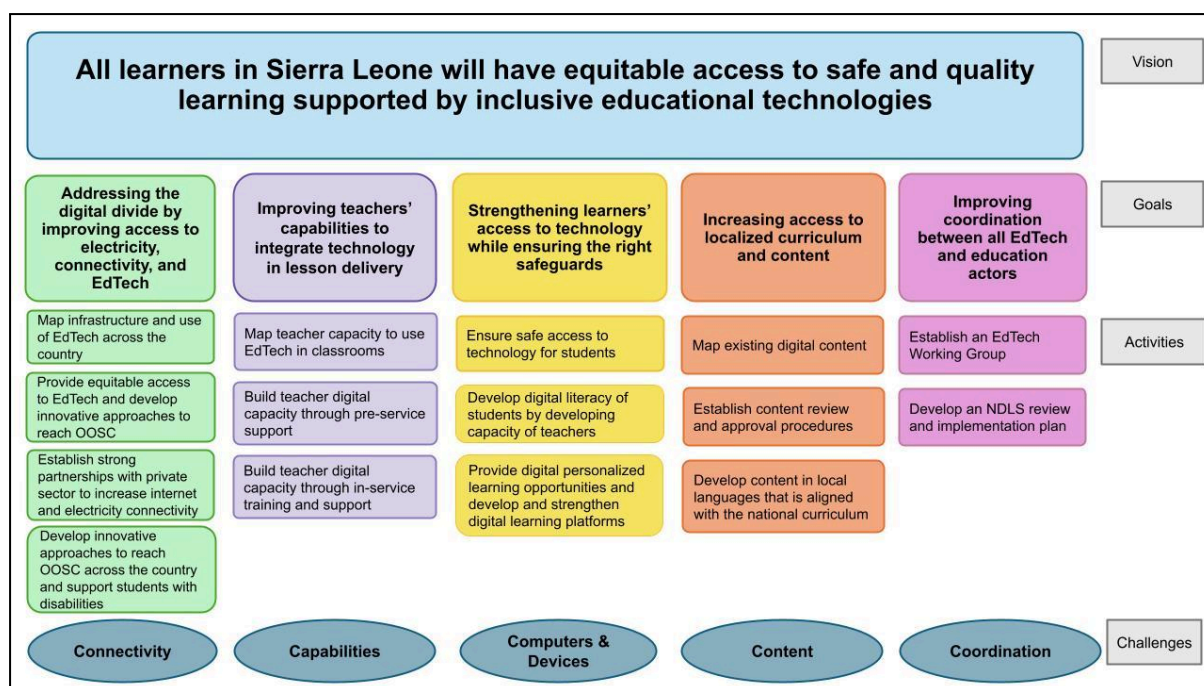 All learners in Sierra Leone will have equitable access to safe and quality
learning supported by inclusive educational technologies
Vision
Addressing the
digital divide by
improving access to
electricity,
connectivity, and
EdTech
Improving teachers'
capabilities to
integrate technology
in lesson delivery
Strengthening learners'
access to technology
while ensuring the right
safeguards
Increasing access to
localized curriculum
and content
Improving
coordination
between all EdTech
and education
actors
Goals
Map infrastructure and use
of EdTech across the
country
Provide equitable access
to EdTech and develop
innovative approaches to
reach OOSC
Establish strong
partnerships with private
sector to increase internet
and electricity connectivity
Develop innovative
approaches to reach
OOSC across the country
and support students with
disabilities
Map teacher capacity to use
EdTech in classrooms
Build teacher digital
capacity through pre-service
support
Build teacher digital
capacity through in-service
training and support
Ensure safe access to
technology for students
Develop digital literacy of
students by developing
capacity of teachers
Provide digital personalized
learning opportunities and
develop and strengthen
digital learning platforms
Map existing digital content
Establish content review
and approval procedures
Develop content in local
languages that is aligned
with the national curriculum
Establish an EdTech
Working Group
Develop an NDLS review
and implementation plan
Activities
Connectivity
Capabilities
Computers &
Devices
Content
Coordination
Challenges